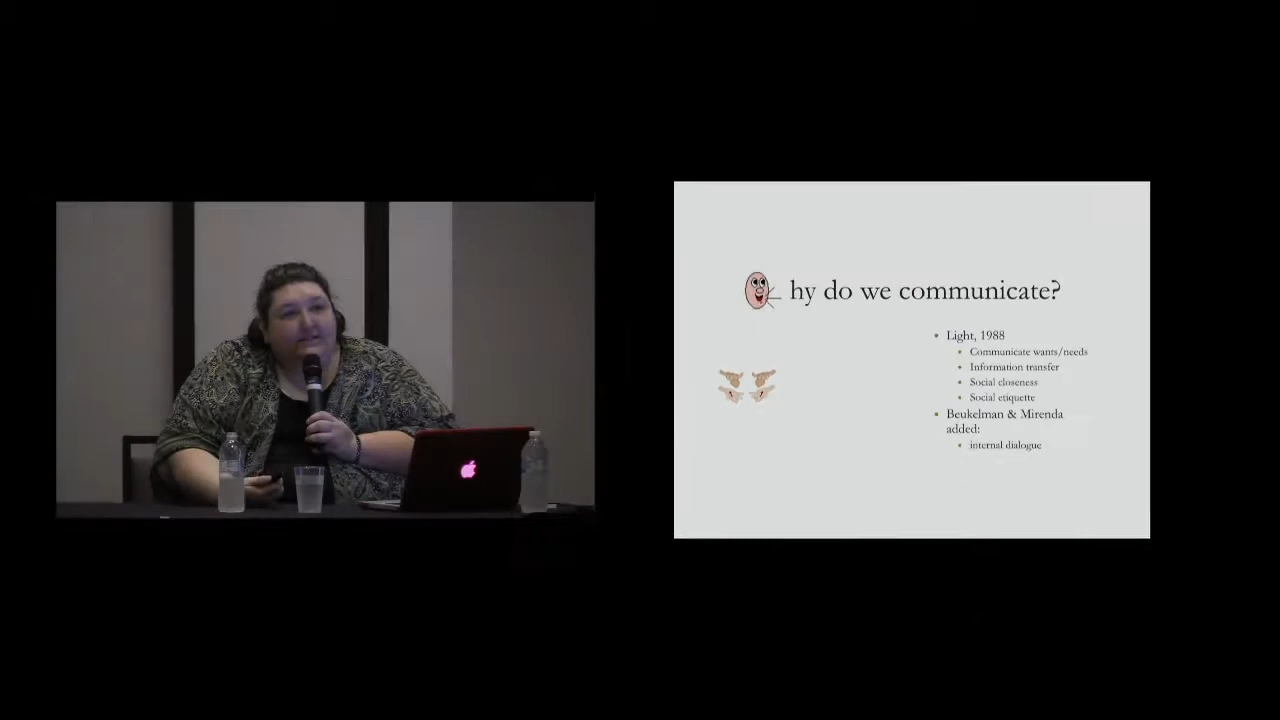 hy do we communicate?
Light, 1988
Communicate wants/needs
Information transfer
Social closeness
Social etiquette
Beukelman & Mirenda
added:
internal dialogue